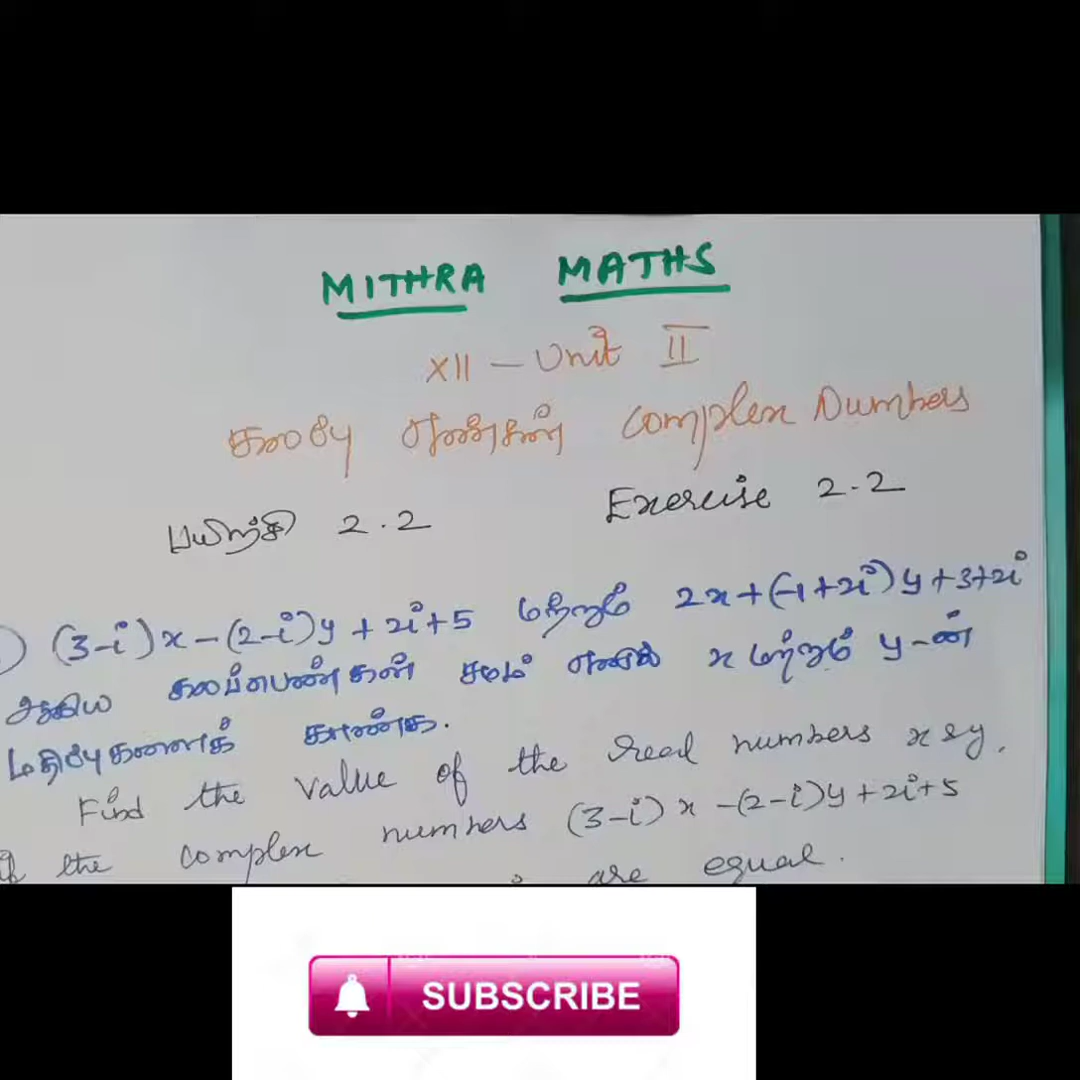 MITHRA MATHS
XII - Unit II
கலப்பு எண்கள் Complex Numbers
பயிற்சி 2.2 Exercise 2.2
) (3-i)x-(2-i)y+2i+5 மற்றும் 2x+(-1+2i)y+3+2i
ஆகிய கலப்பெண்கள் சமம் எனில் x மற்றும் y-ன்
மதிப்புகளைக் காண்க.
Find the value of the real numbers x & y.
if the complex numbers (3-i)x-(2-i)y+2i+5
are equal.
SUBSCRIBE